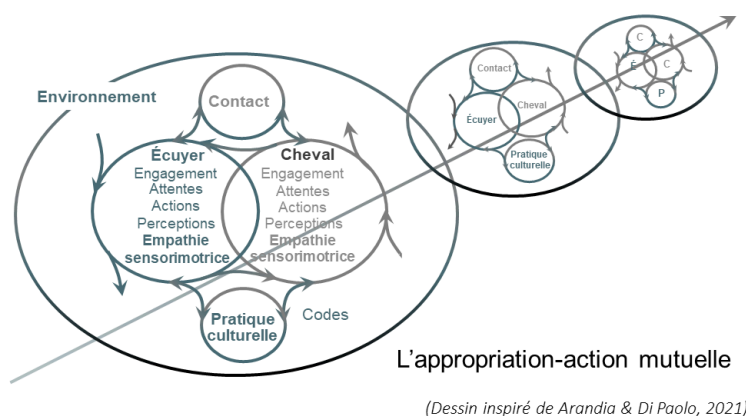 Environnement
Contact
Écuyer
Engagement
Attentes
Actions
Perceptions
Empathie
sensorimotrice
Cheval
Engagement
Attentes
Actions
Perceptions
Empathie
sensorimotrice
Pratique
culturelle
Codes
Contact
Écuyer
Cheval
Pratique
culturelle
C
É
C
P
L'appropriation-action mutuelle
(Dessin inspiré de Arandia & Di Paolo, 2021)